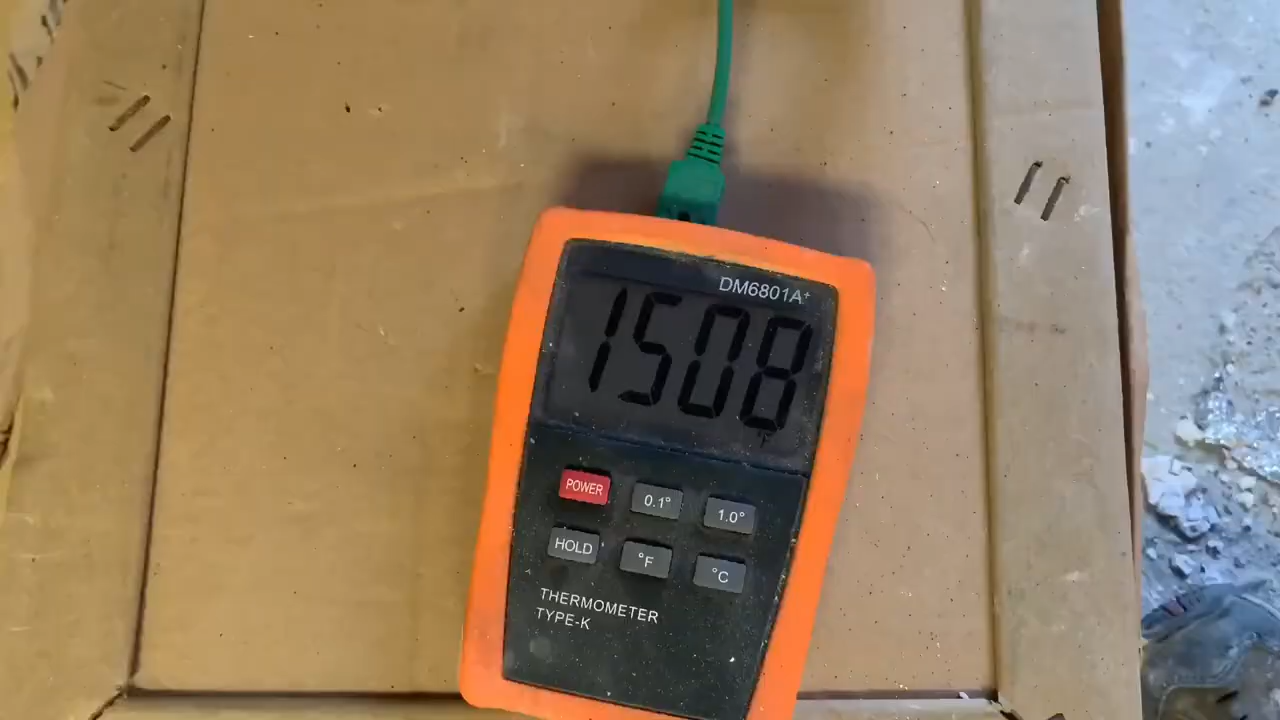 DM6801A+
1508
°F
POWER
0.1°
1.0°
HOLD
°F
°C
THERMOMETER
TYPE-K